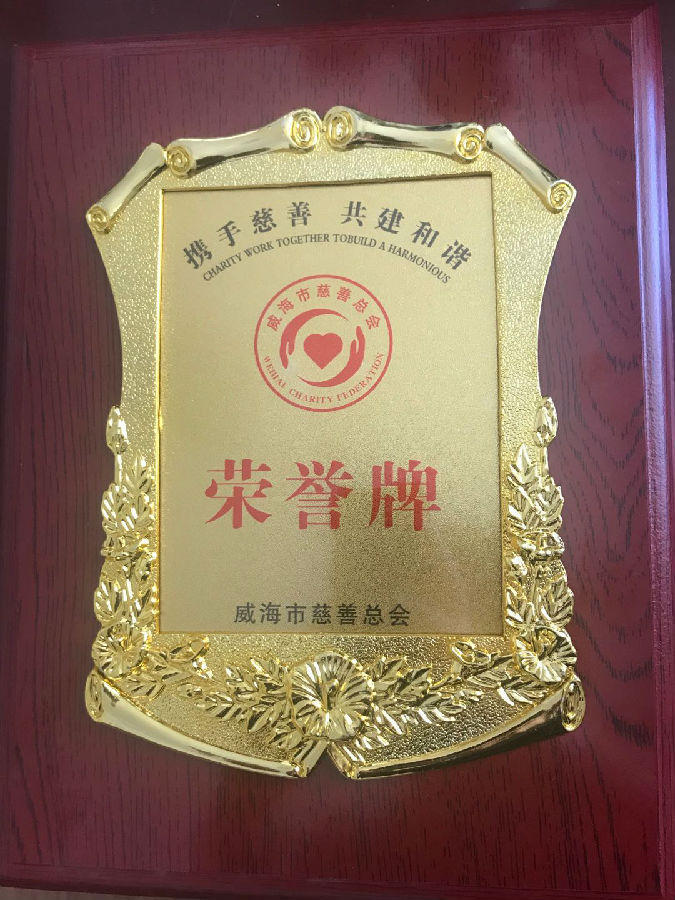 携手慈善 共建和谐
CHARITY WORK TOGETHER TOBUILD A HARMONIOUS
威海市慈善总会
WEIHAI CHARITY FEDERATION
荣誉牌
威海市慈善总会